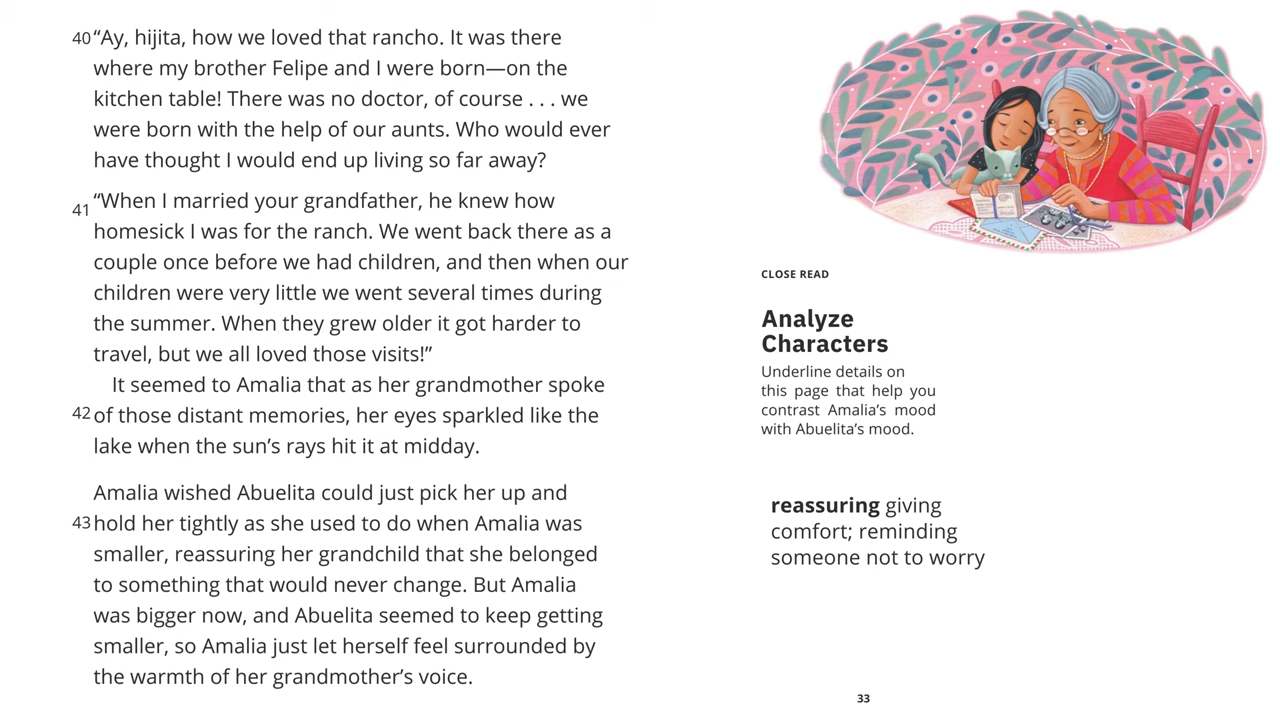 40 “Ay, hijita, how we loved that rancho. It was there
where my brother Felipe and I were born—on the
kitchen table! There was no doctor, of course . . . we
were born with the help of our aunts. Who would ever
have thought I would end up living so far away?
41 “When I married your grandfather, he knew how
homesick I was for the ranch. We went back there as a
couple once before we had children, and then when our
children were very little we went several times during
the summer. When they grew older it got harder to
travel, but we all loved those visits!”
It seemed to Amalia that as her grandmother spoke
42 of those distant memories, her eyes sparkled like the
lake when the sun’s rays hit it at midday.
Amalia wished Abuelita could just pick her up and
43 hold her tightly as she used to do when Amalia was
smaller, reassuring her grandchild that she belonged
to something that would never change. But Amalia
was bigger now, and Abuelita seemed to keep getting
smaller, so Amalia just let herself feel surrounded by
the warmth of her grandmother’s voice.
CLOSE READ
Analyze
Characters
Underline details on
this page that help you
contrast Amalia’s mood
with Abuelita’s mood.
reassuring giving
comfort; reminding
someone not to worry
33